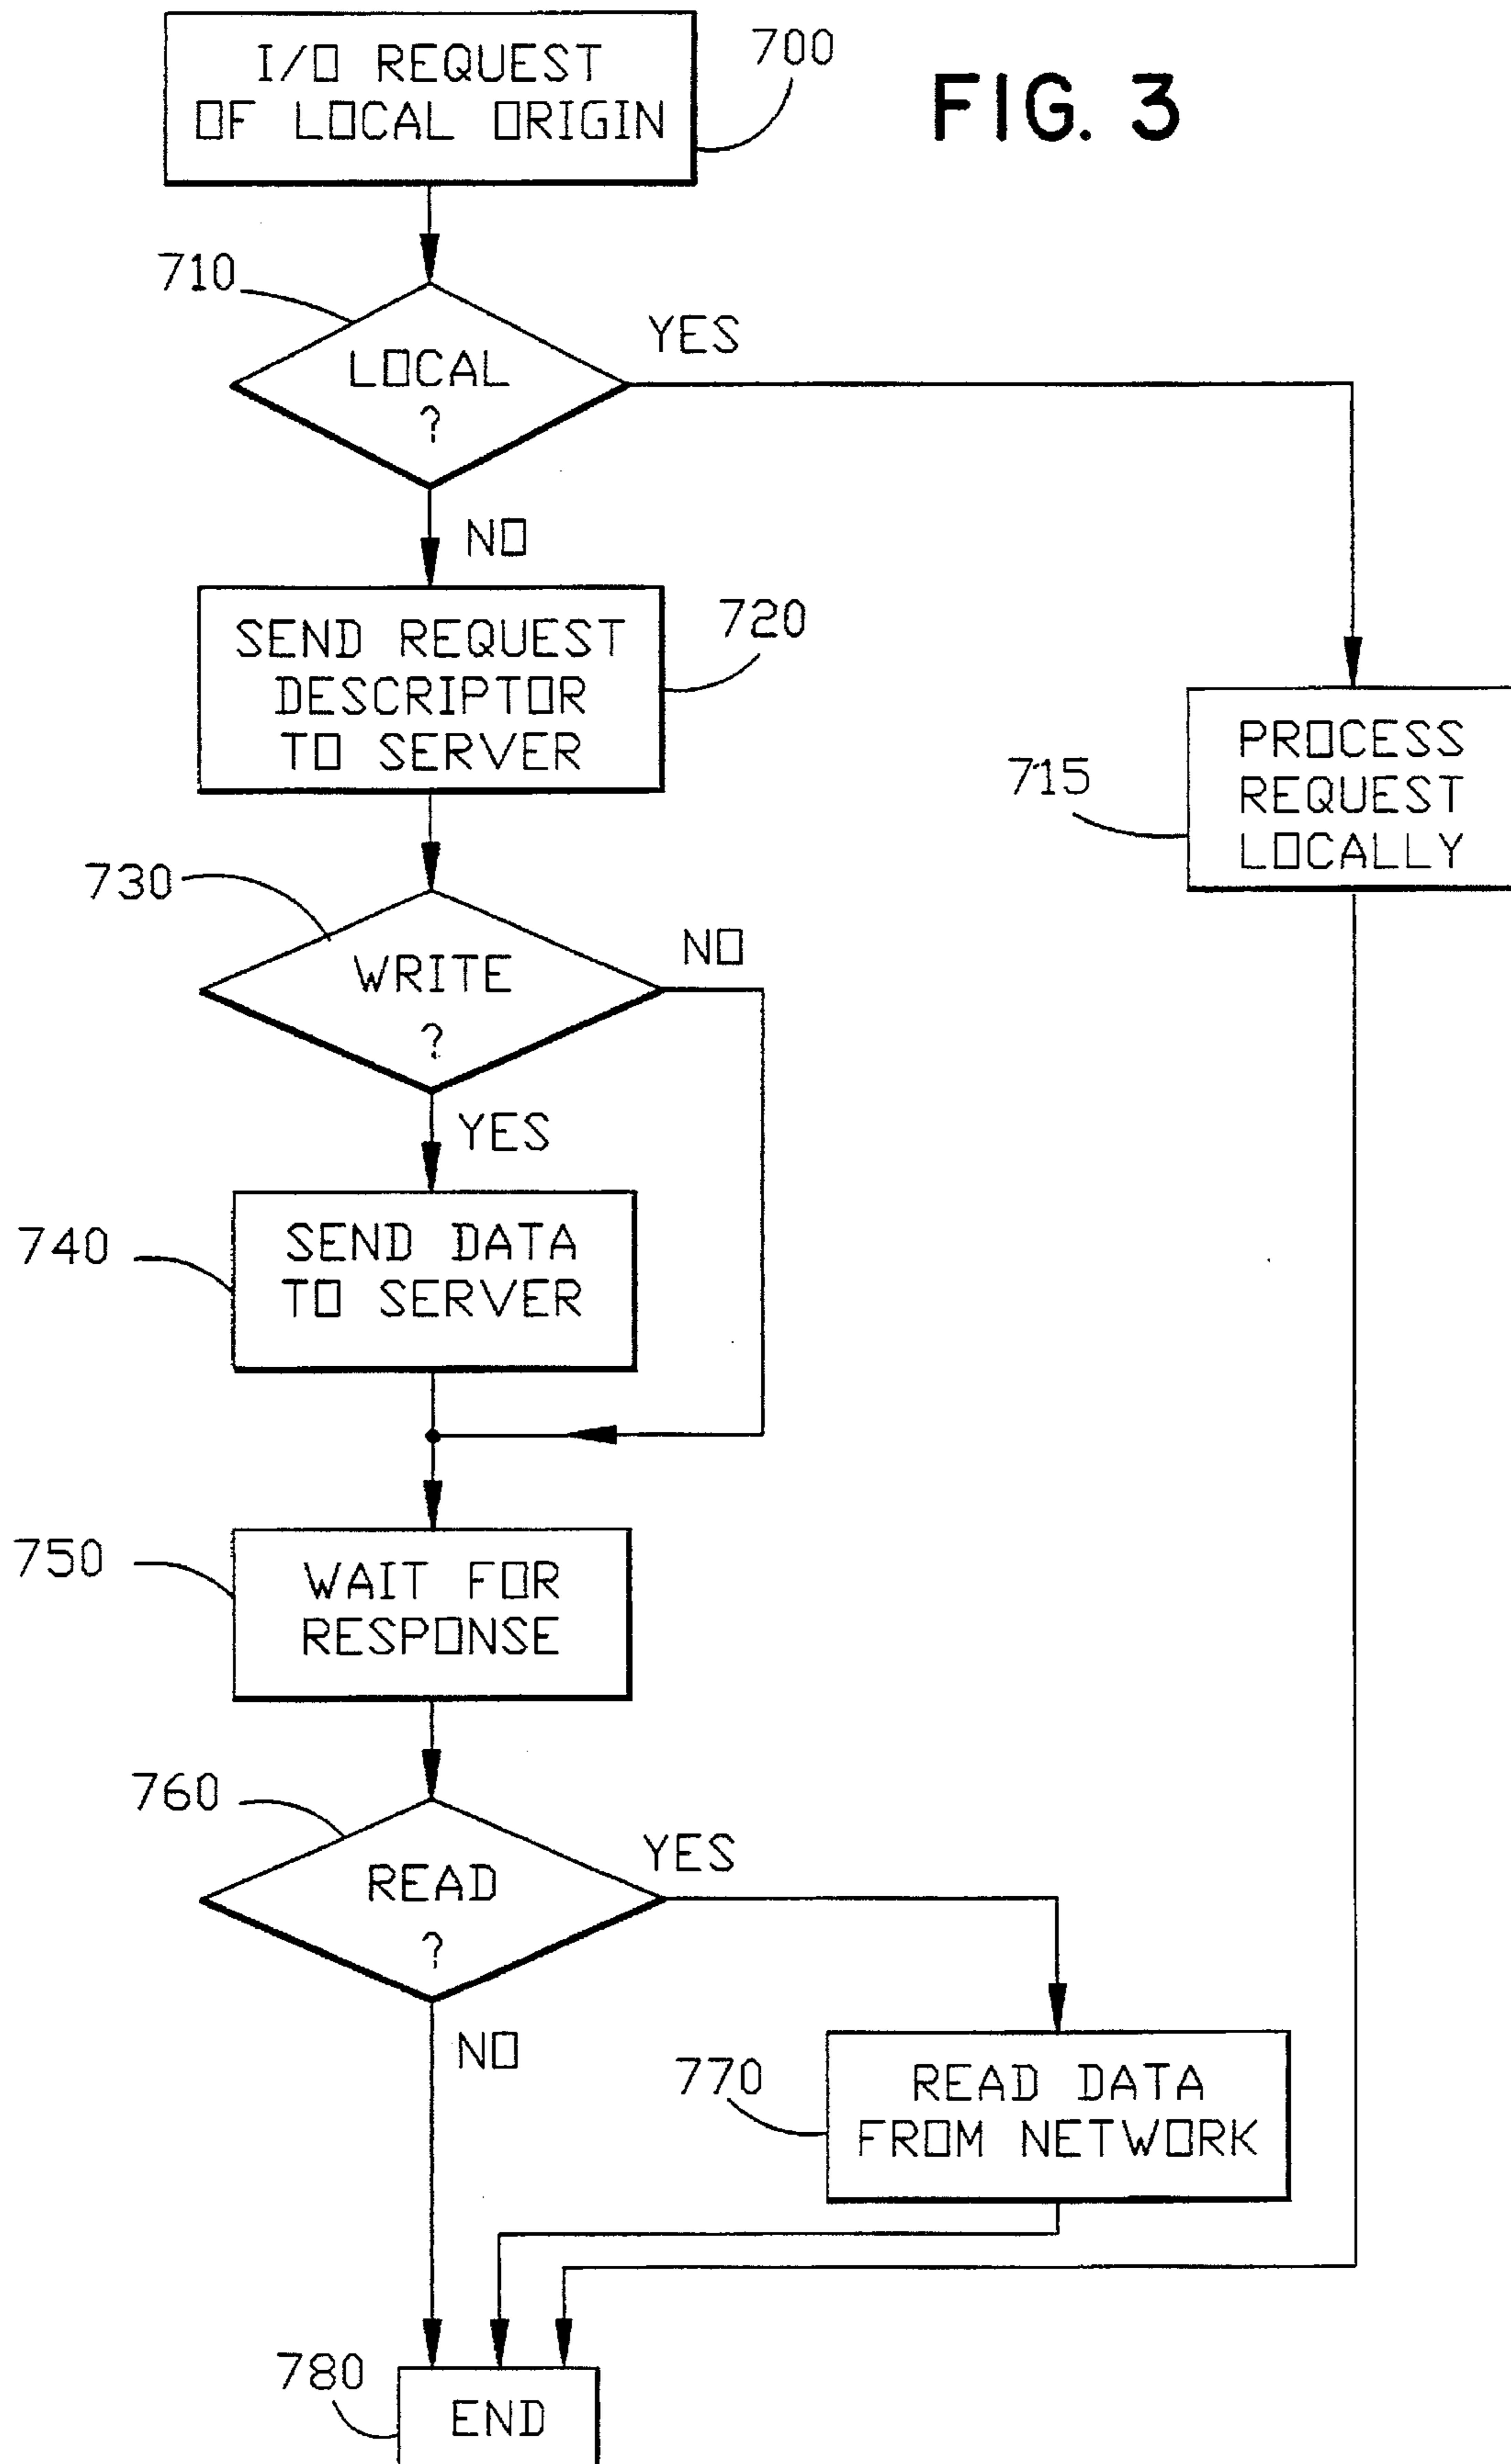 I/O REQUEST
OF LOCAL ORIGIN
700
FIG. 3
710
LOCAL
?
YES
NO
SEND REQUEST
DESCRIPTOR
TO SERVER
720
PROCESS
REQUEST
LOCALLY
715
730
WRITE
?
NO
YES
740
SEND DATA
TO SERVER
750
WAIT FOR
RESPONSE
760
READ
?
YES
NO
770
READ DATA
FROM NETWORK
780
END